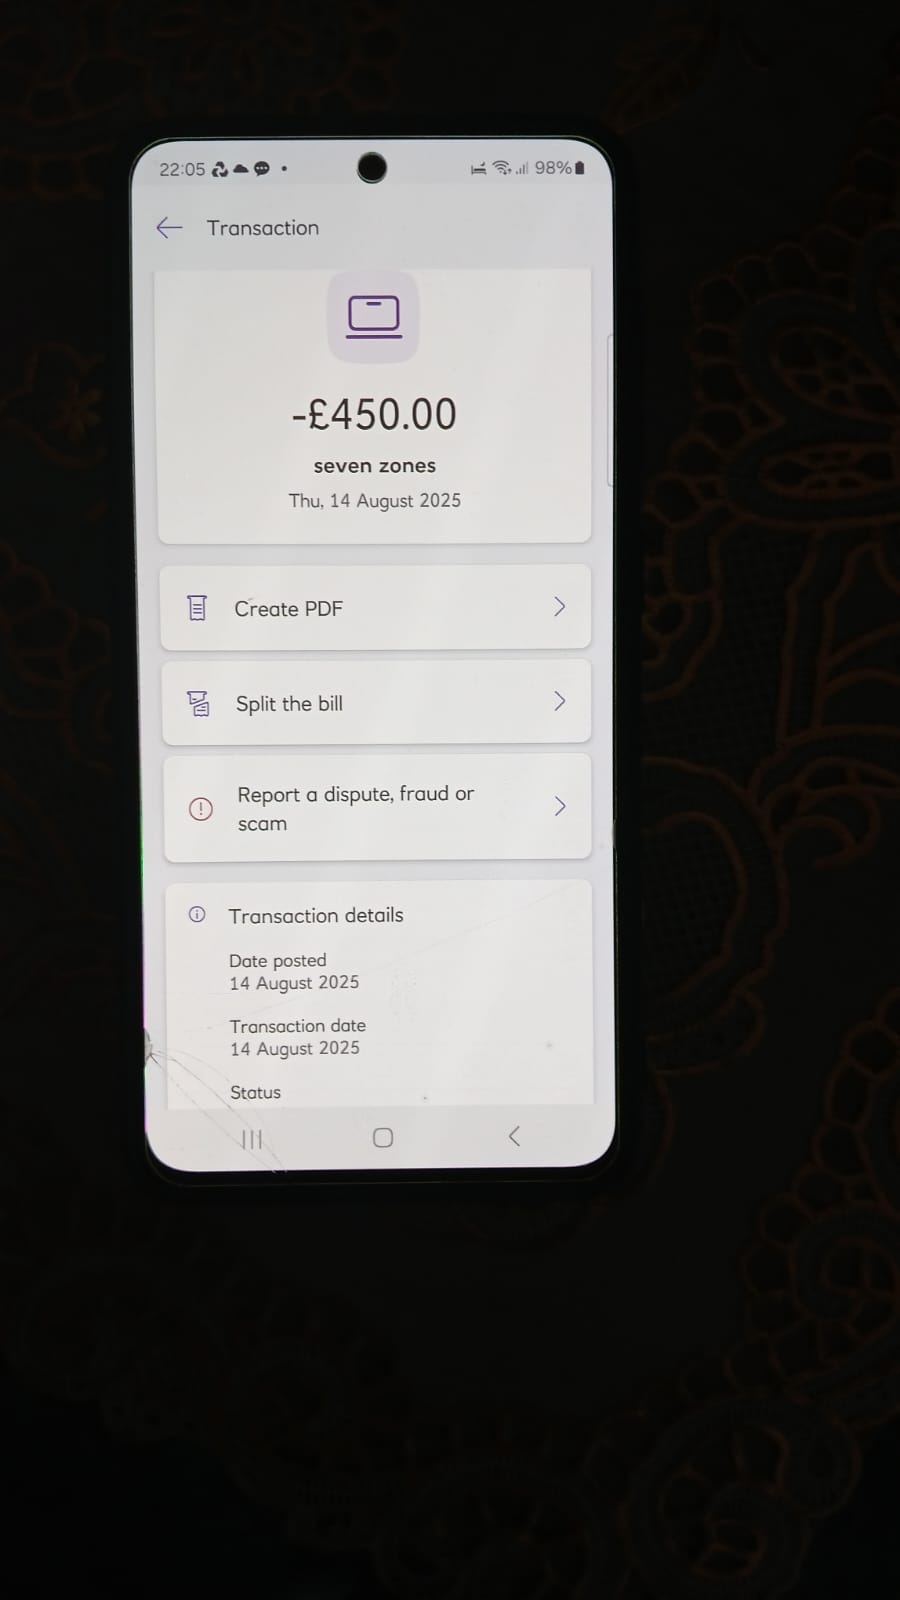 22:05
98%
Transaction
-£450.00
seven zones
Thu, 14 August 2025
Create PDF
Split the bill
Report a dispute, fraud or
scam
Transaction details
Date posted
14 August 2025
Transaction date
14 August 2025
Status